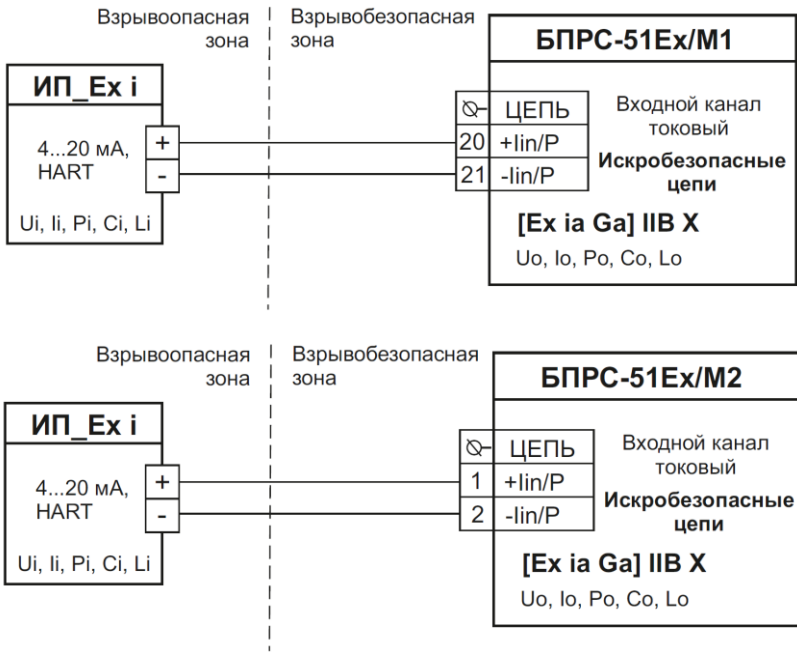 Взрывоопасная
зона
Взрывобезопасная
зона
БПРС-51Ex/M1
ИП_Ex i
4...20 мА,
HART
+
-
Ui, Ii, Pi, Ci, Li
ЦЕПЬ
20 +Iin/P
21 -Iin/P
Входной канал
токовый
Искробезопасные
цепи
[Ex ia Ga] IIB X
Uo, Io, Po, Co, Lo
Взрывоопасная
зона
Взрывобезопасная
зона
БПРС-51Ex/M2
ИП_Ex i
4...20 мА,
HART
+
-
Ui, Ii, Pi, Ci, Li
ЦЕПЬ
1 +Iin/P
2 -Iin/P
Входной канал
токовый
Искробезопасные
цепи
[Ex ia Ga] IIB X
Uo, Io, Po, Co, Lo